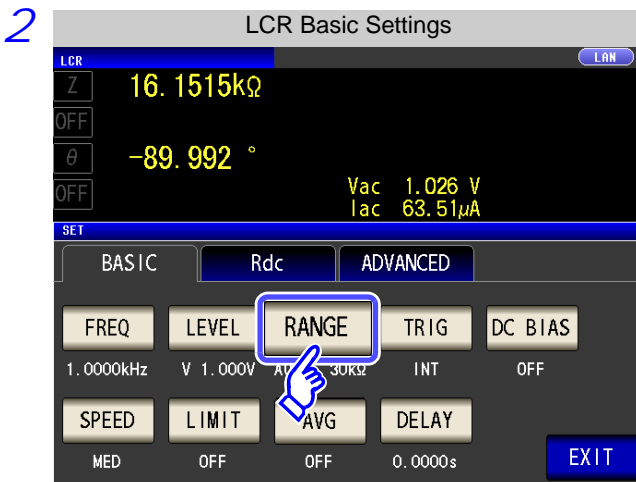 2
LCR Basic Settings
LCR
LAN
Z 16.1515kΩ
OFF
θ -89.992 °
OFF
Vac 1.026 V
Iac 63.51μA
SET
BASIC Rdc ADVANCED
FREQ LEVEL RANGE TRIG DC BIAS
1.0000kHz V 1.000V 30kΩ INT OFF
SPEED LIMIT AVG DELAY
MED OFF OFF 0.0000s
EXIT